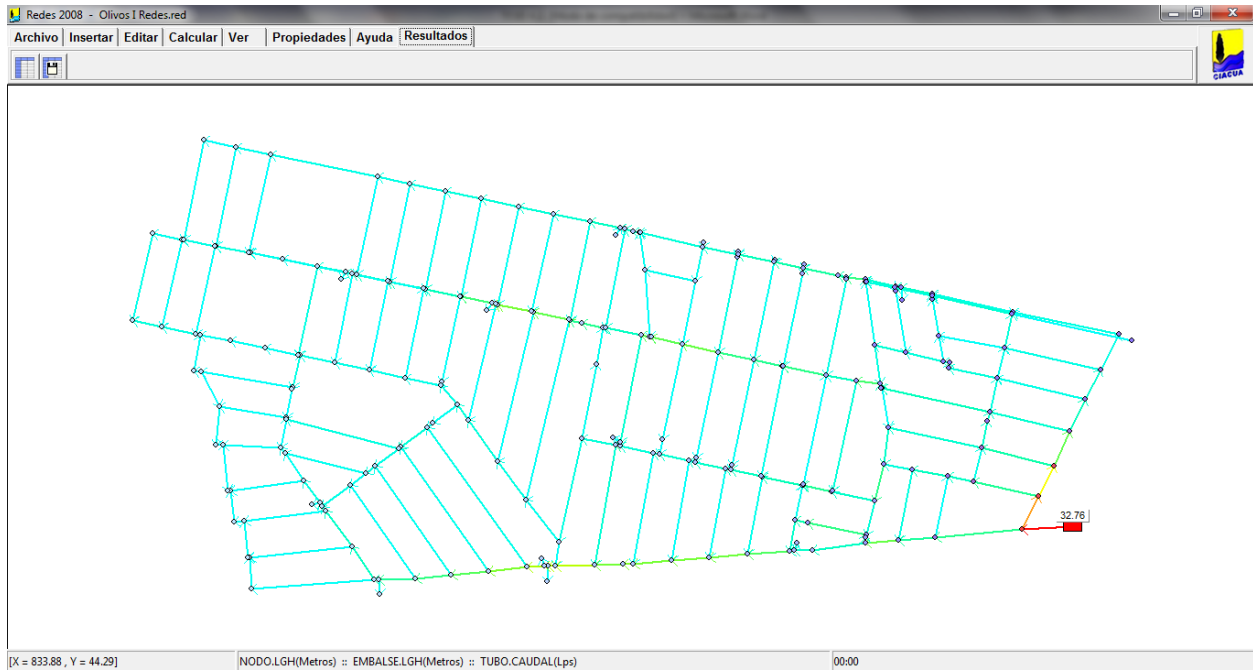 Redes 2008 - Olivos I Redes.red
Archivo Insertar Editar Calcular Ver Propiedades Ayuda Resultados
CIACUA
32.76
[X = 833.88 , Y = 44.29] NODO.LGH(Metros) :: EMBALSE.LGH(Metros) :: TUBO.CAUDAL(Lps) 00:00